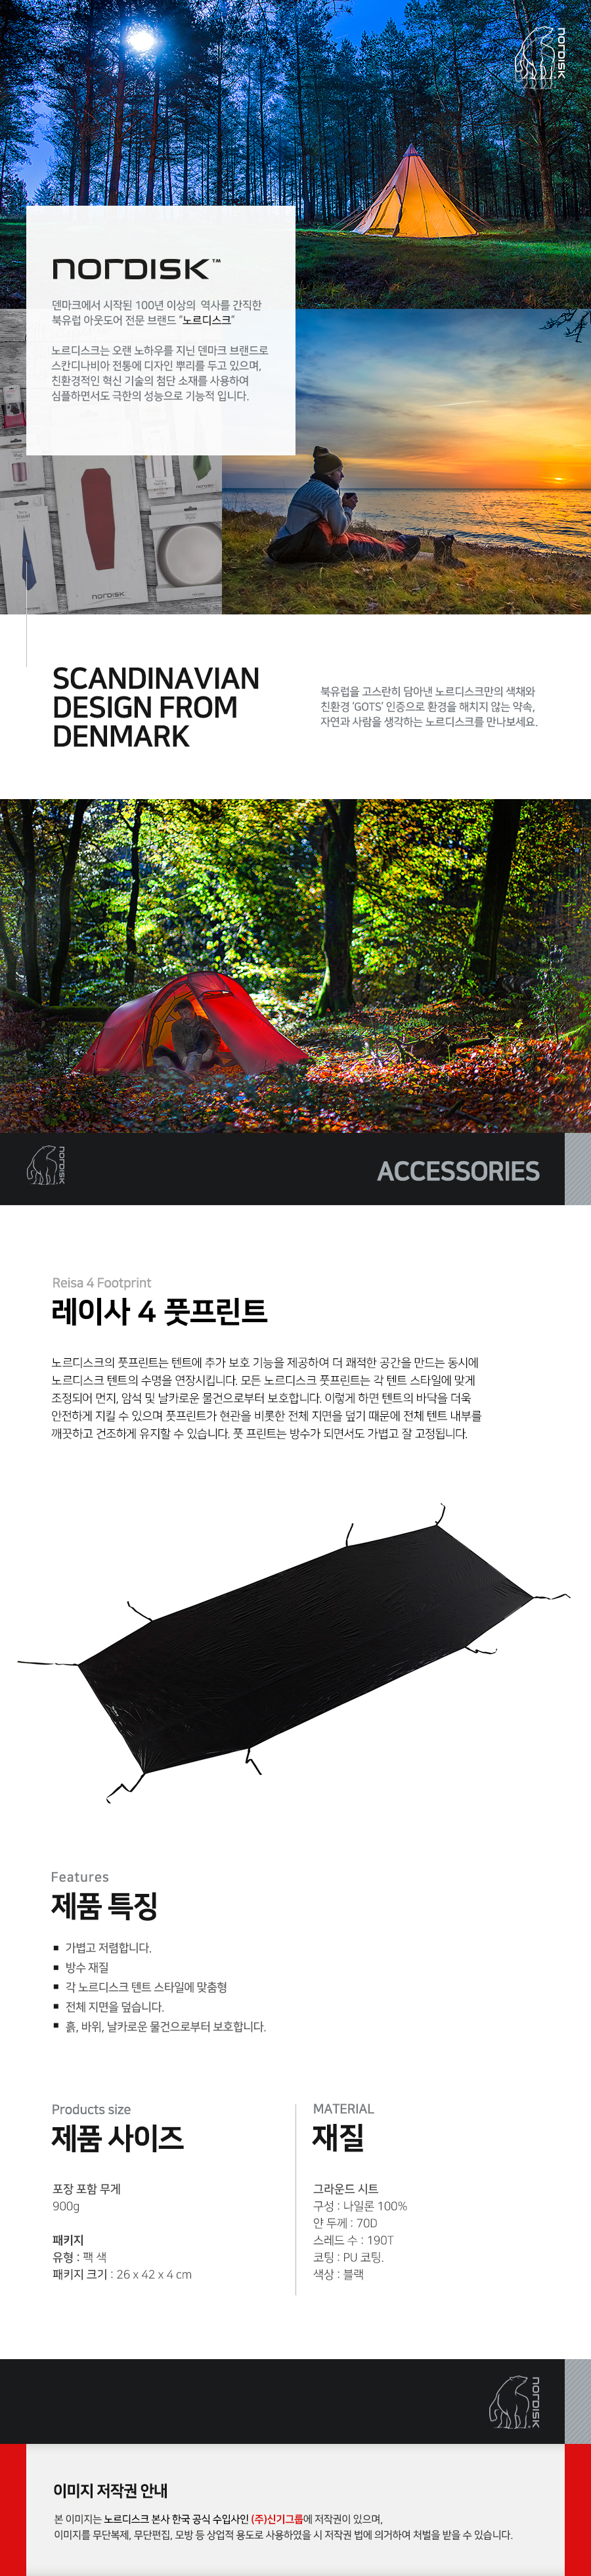 NORDISK
NORDISK™
덴마크에서 시작된 100년 이상의 역사를 간직한
북유럽 아웃도어 전문 브랜드 "노르디스크"
노르디스크는 오랜 노하우를 지닌 덴마크 브랜드로
스칸디나비아 전통에 디자인 뿌리를 두고 있으며,
친환경적인 혁신 기술의 첨단 소재를 사용하여
심플하면서도 극한의 성능으로 기능적 입니다.
NORDISK
SCANDINAVIAN
DESIGN FROM
DENMARK
북유럽을 고스란히 담아낸 노르디스크만의 색채와
친환경 'GOTS' 인증으로 환경을 해치지 않는 약속,
자연과 사람을 생각하는 노르디스크를 만나보세요.
NORDISK
ACCESSORIES
Reisa 4 Footprint
레이사 4 풋프린트
노르디스크의 풋프린트는 텐트에 추가 보호 기능을 제공하여 더 쾌적한 공간을 만드는 동시에
노르디스크 텐트의 수명을 연장시킵니다. 모든 노르디스크 풋프린트는 각 텐트 스타일에 맞게
조정되어 먼지, 암석 및 날카로운 물건으로부터 보호합니다. 이렇게 하면 텐트의 바닥을 더욱
안전하게 지킬 수 있으며 풋프린트가 현관을 비롯한 전체 지면을 덮기 때문에 전체 텐트 내부를
깨끗하고 건조하게 유지할 수 있습니다. 풋 프린트는 방수가 되면서도 가볍고 잘 고정됩니다.
Features
제품 특징
▪ 가볍고 저렴합니다.
▪ 방수 재질
▪ 각 노르디스크 텐트 스타일에 맞춤형
▪ 전체 지면을 덮습니다.
▪ 흙, 바위, 날카로운 물건으로부터 보호합니다.
Products size
제품 사이즈
포장 포함 무게
900g
패키지
유형 : 팩 색
패키지 크기 : 26 x 42 x 4 cm
MATERIAL
재질
그라운드 시트
구성 : 나일론 100%
얀 두께 : 70D
스레드 수 : 190T
코팅 : PU 코팅.
색상 : 블랙
NORDISK
이미지 저작권 안내
본 이미지는 노르디스크 본사 한국 공식 수입사인 (주)신기그룹에 저작권이 있으며,
이미지를 무단복제, 무단편집, 모방 등 상업적 용도로 사용하였을 시 저작권 법에 의거하여 처벌을 받을 수 있습니다.